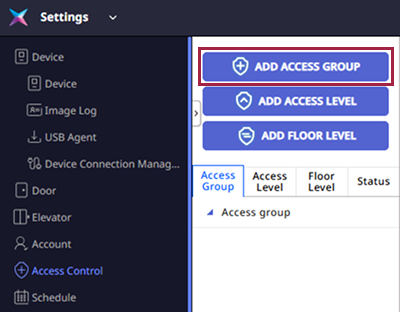 Settings
Device
Device
Image Log
USB Agent
Device Connection Manag...
Door
Elevator
Account
Access Control
Schedule
ADD ACCESS GROUP
ADD ACCESS LEVEL
ADD FLOOR LEVEL
Access Group
Access Level
Floor Level
Status
Access group